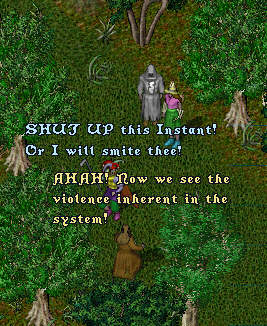 SHUT UP this Instant!
Or I will smite thee!
AHAH! Now we see the
violence inherent in the
system!